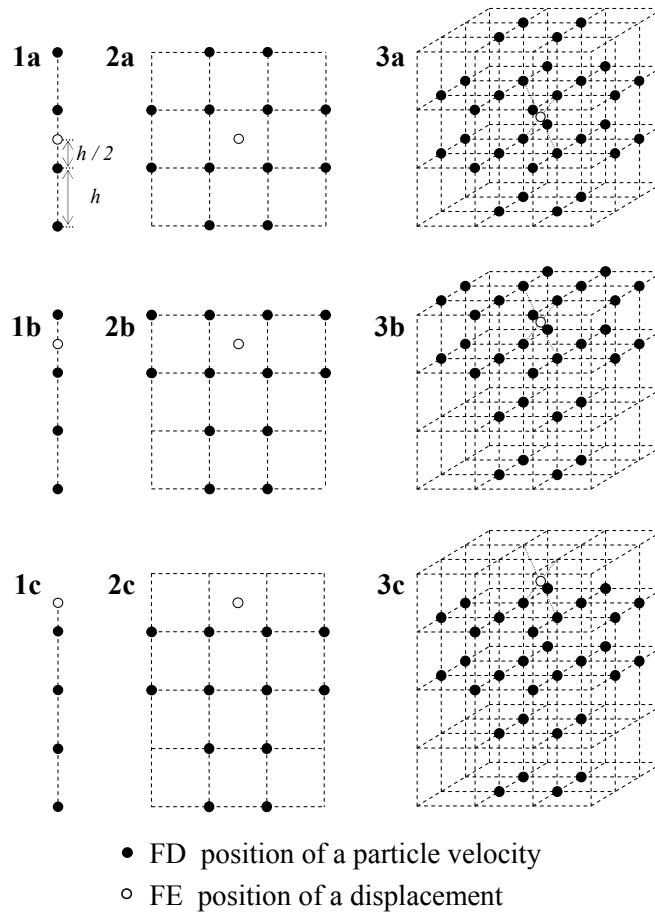 1a 2a 3a
h / 2
h
1b 2b 3b
1c 2c 3c
FD position of a particle velocity
FE position of a displacement